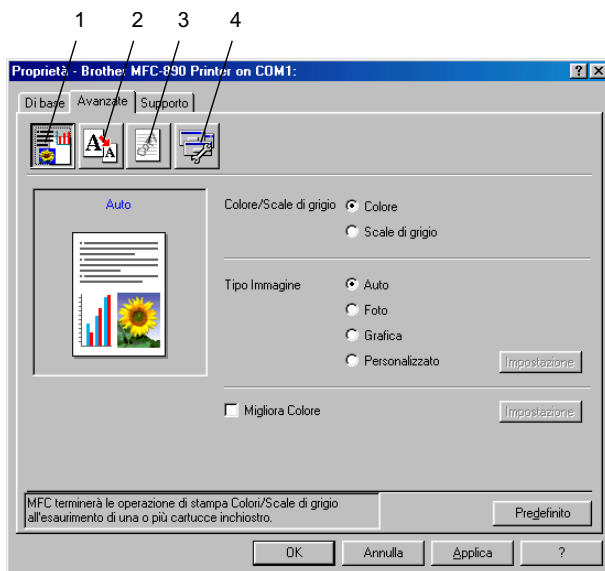 1 2 3 4
Proprietà - Brother MFC-890 Printer on COM1:
Di base Avanzate Supporto
Auto
Colore/Scale di grigio Colore
Scale di grigio
Tipo Immagine Auto
Foto
Grafica
Personalizzato Impostazione
Migliora Colore Impostazione
MFC terminerà le operazione di stampa Colori/Scale di grigio
all'esaurimento di una o più cartucce inchiostro.
Predefinito
OK Annulla Applica ?